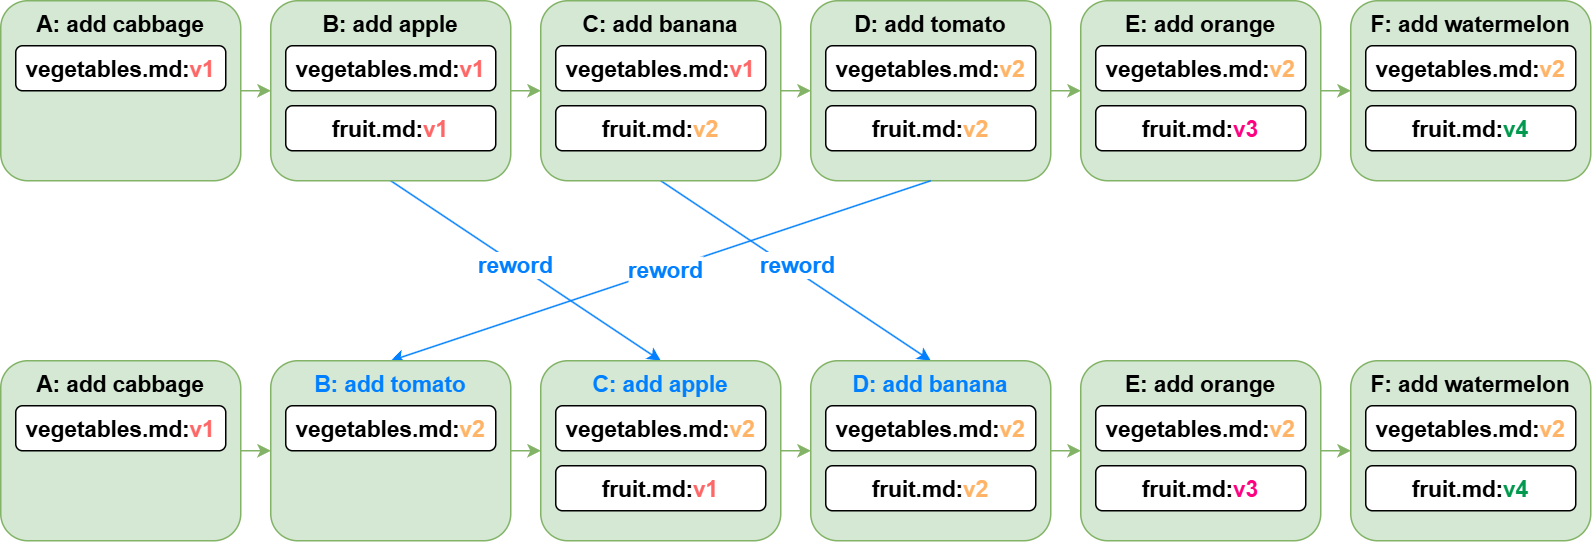 A: add cabbage
vegetables.md:v1
B: add apple
vegetables.md:v1
fruit.md:v1
C: add banana
vegetables.md:v1
fruit.md:v2
D: add tomato
vegetables.md:v2
fruit.md:v2
E: add orange
vegetables.md:v2
fruit.md:v3
F: add watermelon
vegetables.md:v2
fruit.md:v4
reword
reword
reword
A: add cabbage
vegetables.md:v1
B: add tomato
vegetables.md:v2
C: add apple
vegetables.md:v2
fruit.md:v1
D: add banana
vegetables.md:v2
fruit.md:v2
E: add orange
vegetables.md:v2
fruit.md:v3
F: add watermelon
vegetables.md:v2
fruit.md:v4